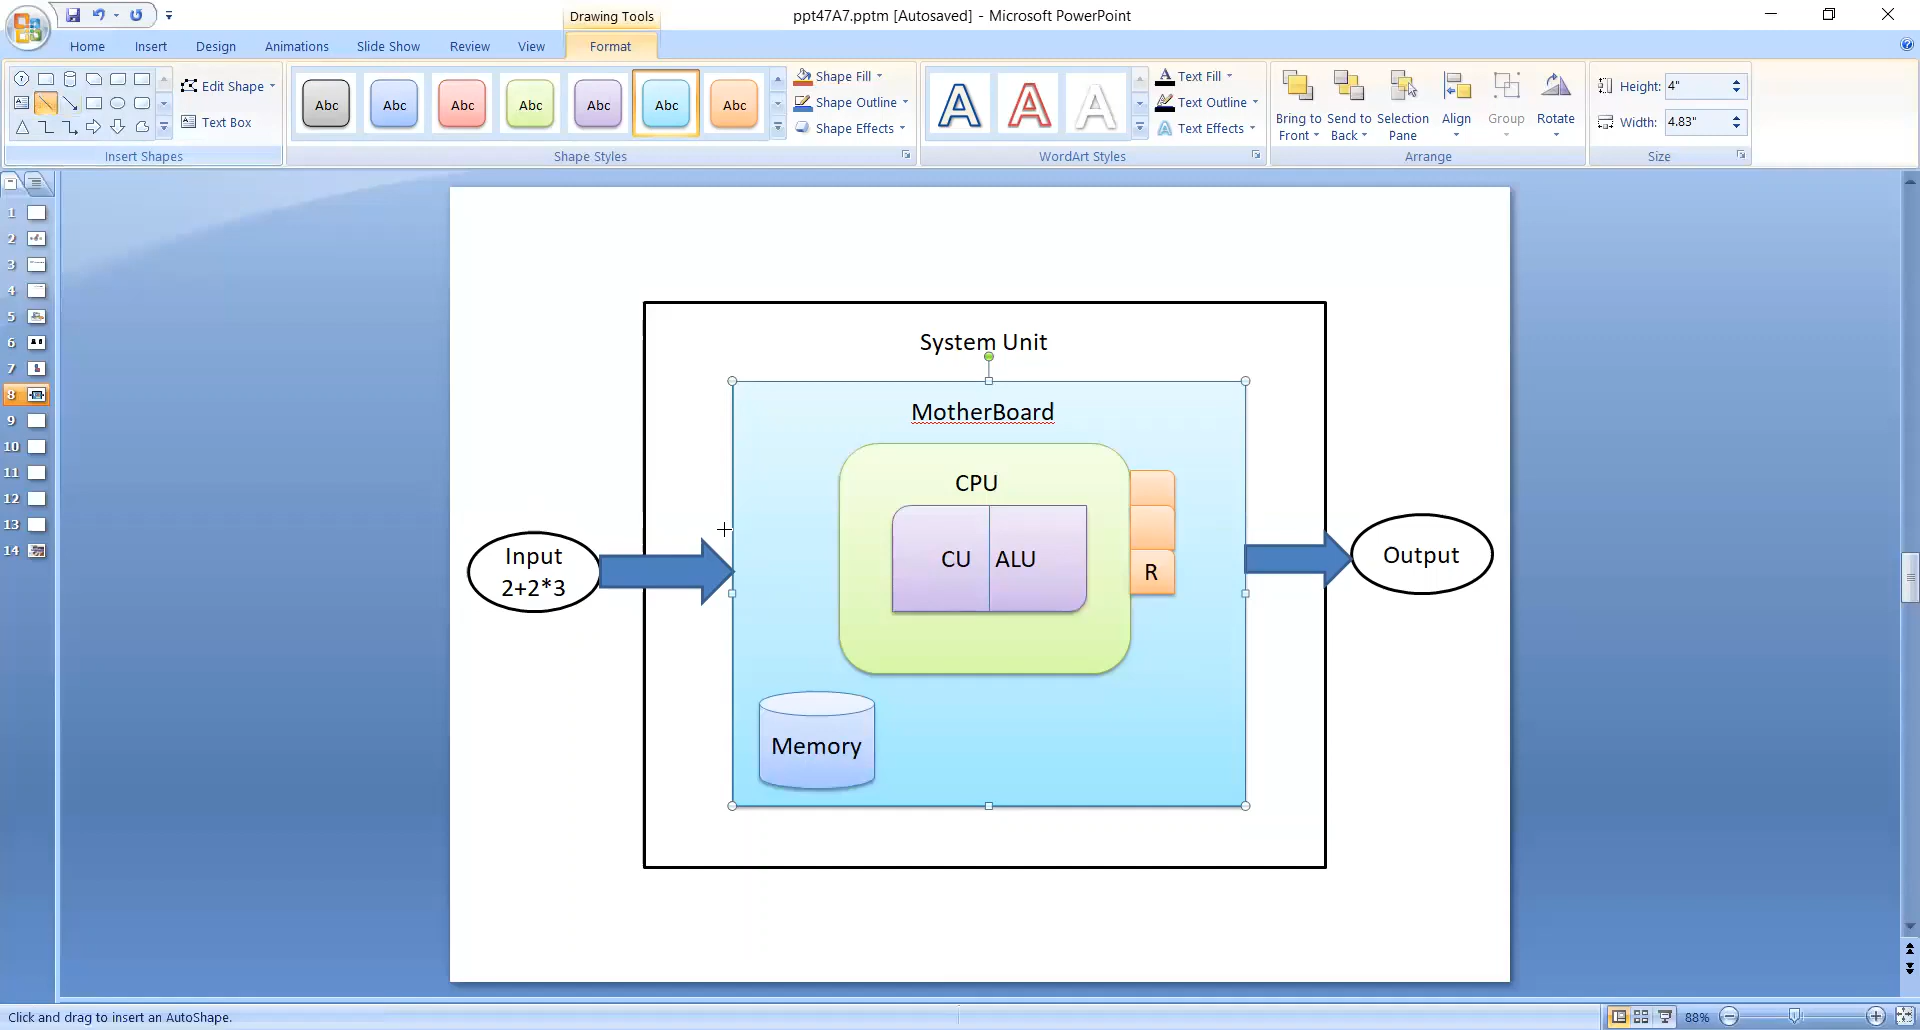 Drawing Tools
ppt47A7.pptm [Autosaved] - Microsoft PowerPoint
Home Insert Design Animations Slide Show Review View Format
Edit Shape
Text Box
Insert Shapes
Abc Abc Abc Abc Abc Abc Abc
Shape Fill
Shape Outline
Shape Effects
Shape Styles
A A A
Text Fill
Text Outline
Text Effects
WordArt Styles
Bring to Front
Send to Back
Selection Pane
Align
Group
Rotate
Arrange
Height: 4"
Width: 4.83"
Size
1
2
3
4
5
6
7
8
9
10
11
12
13
14
System Unit
MotherBoard
CPU
CU ALU
R
Input
2+2*3
Output
Memory
Click and drag to insert an AutoShape.
88%